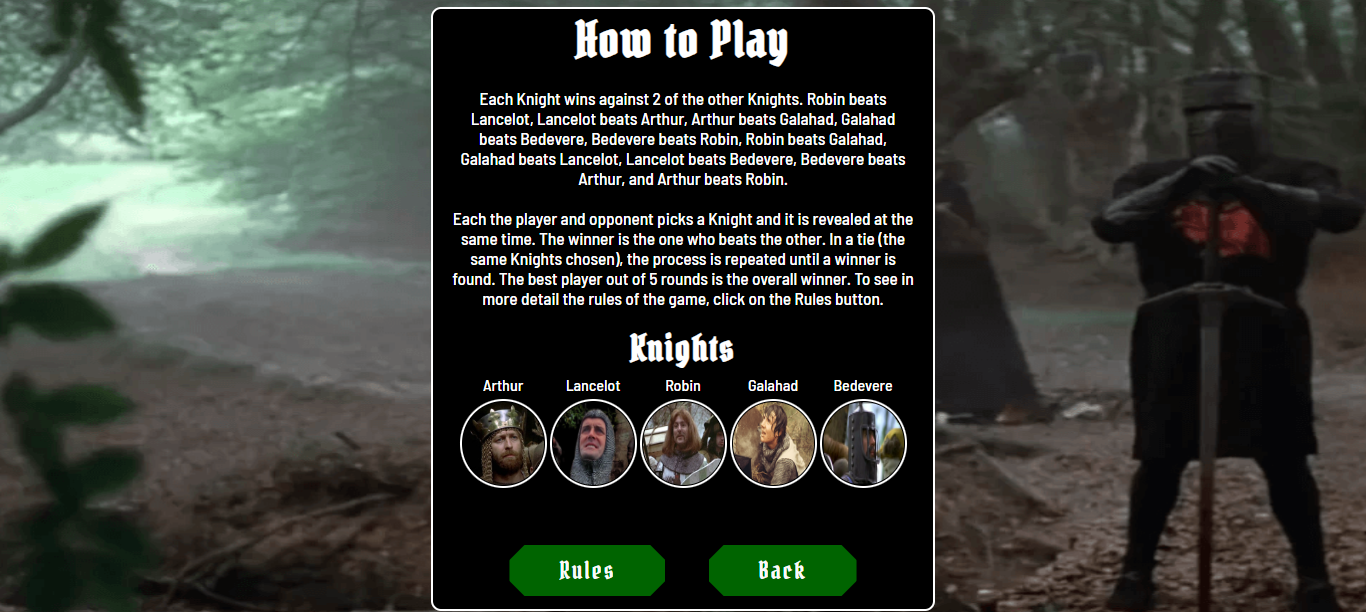 How to Play
Each Knight wins against 2 of the other Knights. Robin beats
Lancelot, Lancelot beats Arthur, Arthur beats Galahad, Galahad
beats Bedevere, Bedevere beats Robin, Robin beats Galahad,
Galahad beats Lancelot, Lancelot beats Bedevere, Bedevere beats
Arthur, and Arthur beats Robin.
Each the player and opponent picks a Knight and it is revealed at the
same time. The winner is the one who beats the other. In a tie (the
same Knights chosen), the process is repeated until a winner is
found. The best player out of 5 rounds is the overall winner. To see in
more detail the rules of the game, click on the Rules button.
Knights
Arthur Lancelot Robin Galahad Bedevere
Rules Back